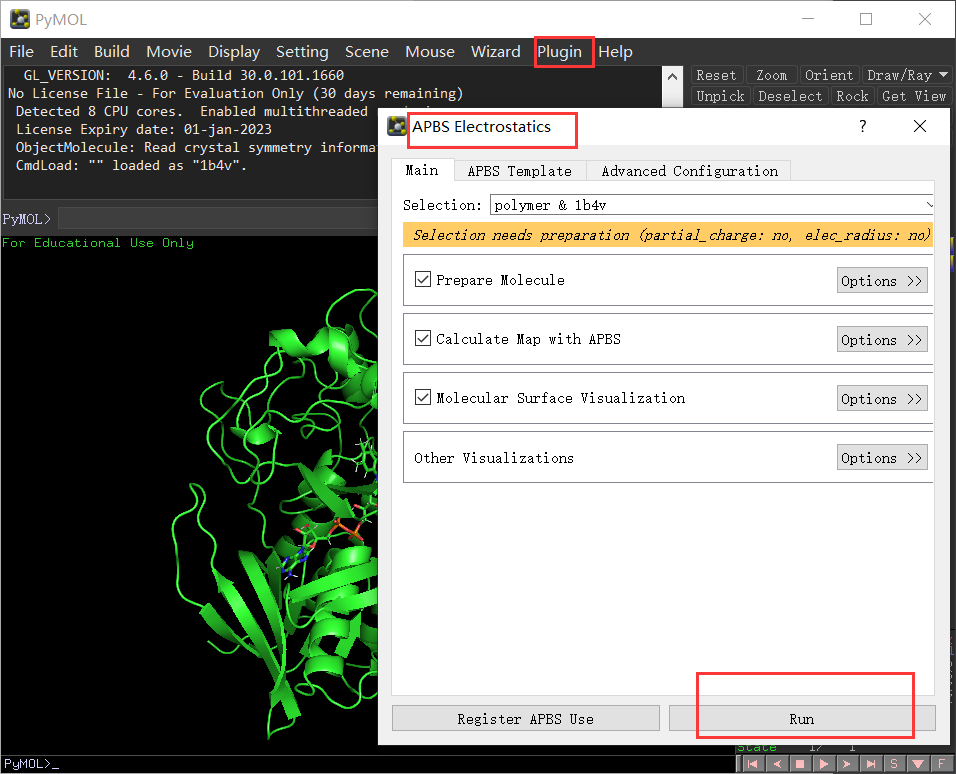 PyMOL
File Edit Build Movie Display Setting Scene Mouse Wizard Plugin Help
GL_VERSION: 4.6.0 - Build 30.0.101.1660
No License File - For Evaluation Only (30 days remaining)
Detected 8 CPU cores. Enabled multithreaded
License Expiry date: 01-jan-2023
ObjectMolecule: Read crystal symmetry informa
CmdLoad: "" loaded as "1b4v".
Reset Zoom Orient Draw/Ray
Unpick Deselect Rock Get View
PyMOL>
For Educational Use Only
APBS Electrostatics
?
Main APBS Template Advanced Configuration
Selection: polymer & 1b4v
Selection needs preparation (partial_charge: no, elec_radius: no)
Prepare Molecule Options >>
Calculate Map with APBS Options >>
Molecular Surface Visualization Options >>
Other Visualizations Options >>
Register APBS Use Run
State 1/ 1
PyMOL>_
S F